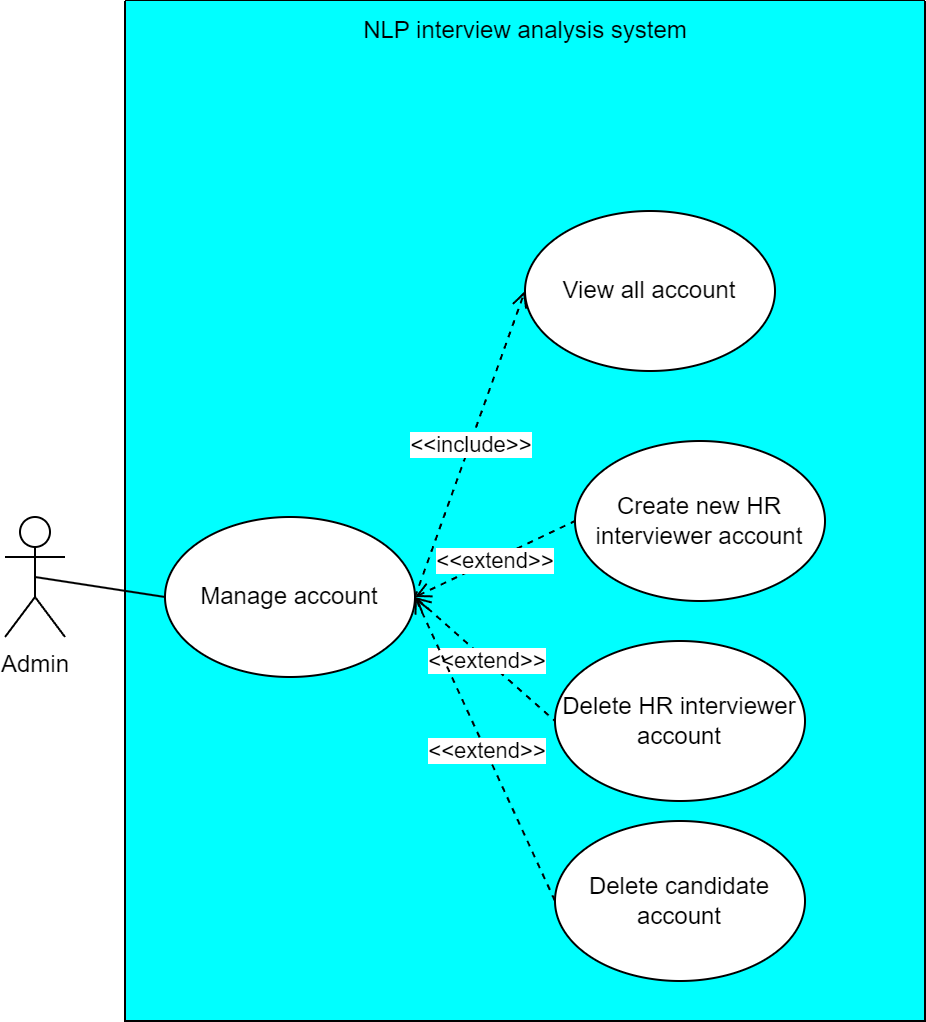 NLP interview analysis system
View all account
<<include>>
Create new HR
interviewer account
<<extend>>
Manage account
Admin
<<extend>>
Delete HR interviewer
account
<<extend>>
Delete candidate
account